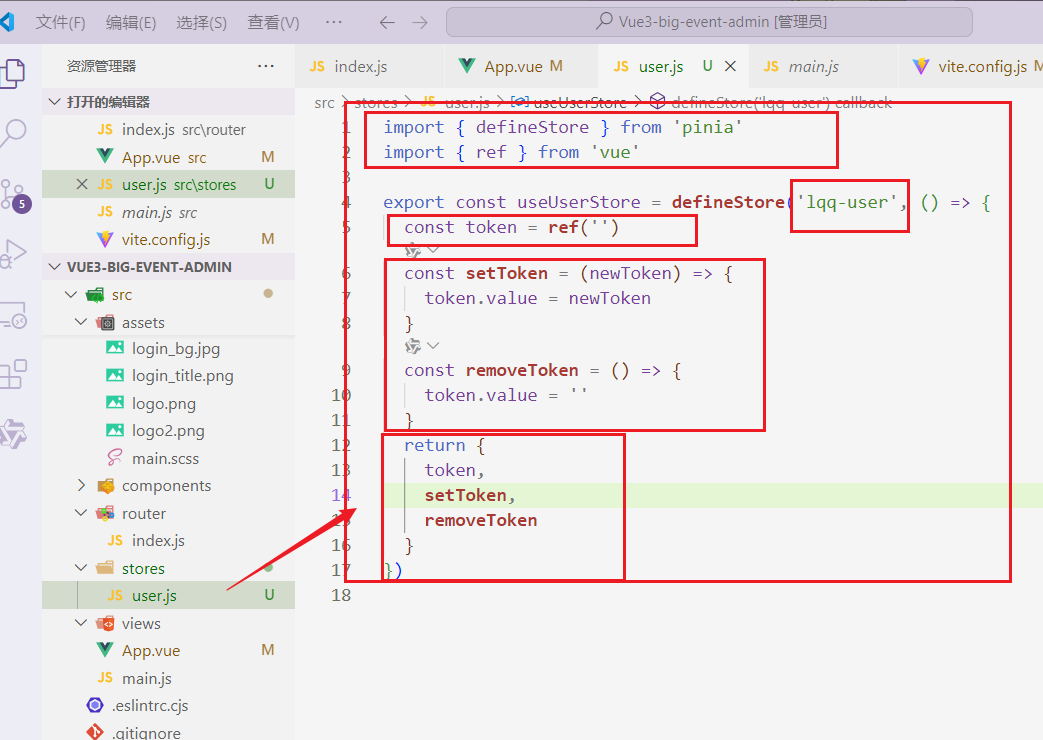 文件(F) 编辑(E) 选择(S) 查看(V) ··· ← → Vue3-big-event-admin [管理员]
资源管理器 ···
打开的编辑器
JS index.js src\router
App.vue src M
JS user.js src\stores U
JS main.js src
vite.config.js M
5
VUE3-BIG-EVENT-ADMIN
src
assets
login_bg.jpg
login_title.png
logo.png
logo2.png
main.scss
components
router
JS index.js
stores
JS user.js U
views
App.vue M
JS main.js
.eslintrc.cjs
.gitignore
JS index.js App.vue M JS user.js U JS main.js vite.config.js M
src > stores > JS user.js > useUserStore > defineStore('lqq-user') callback
1 import { defineStore } from 'pinia'
2 import { ref } from 'vue'
3
4 export const useUserStore = defineStore('lqq-user', () => {
5 const token = ref('')
6 const setToken = (newToken) => {
7 token.value = newToken
8 }
9 const removeToken = () => {
10 token.value = ''
11 }
12 return {
13 token,
14 setToken,
15 removeToken
16 }
17 })
18